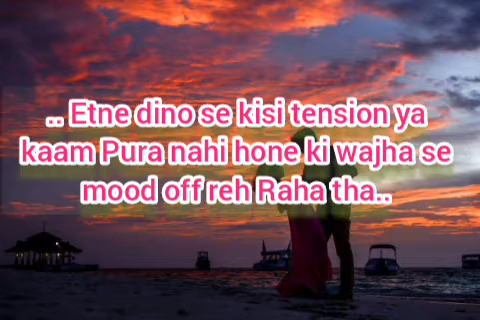 .. Etne dino se kisi tension ya
kaam Pura nahi hone ki wajha se
mood off reh Raha tha..